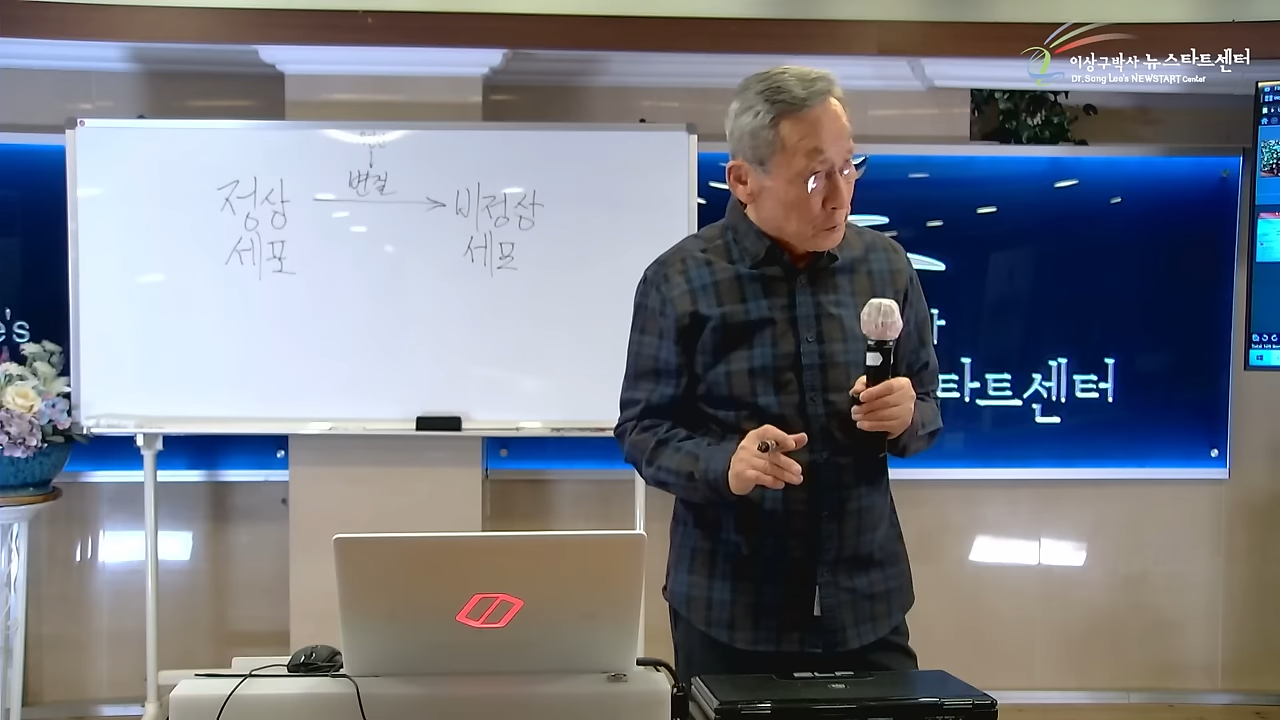 이상구박사 뉴스타트센터
Dr. Sang Lee's NEWSTART Center
변질
정상 → 비정상
세포 세포
e's
타트센터